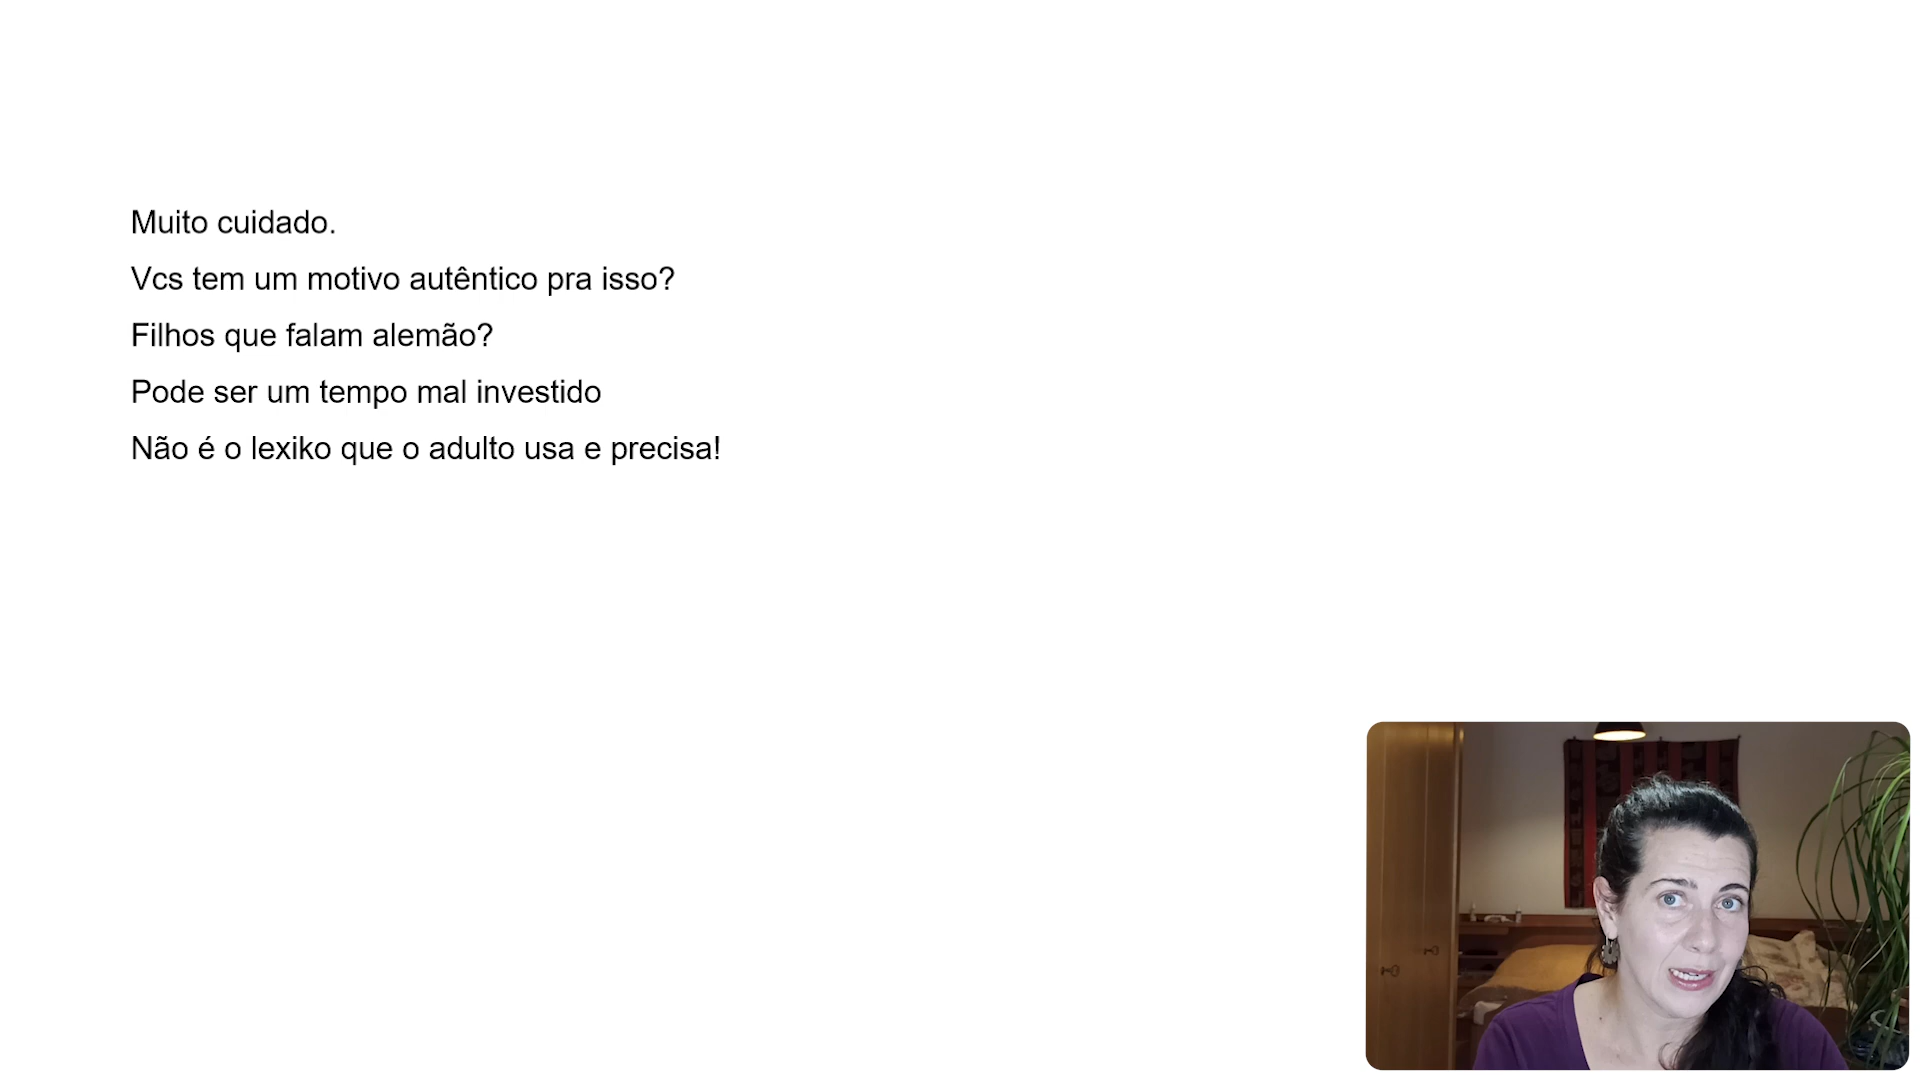 Muito cuidado.
Vcs tem um motivo autêntico pra isso?
Filhos que falam alemão?
Pode ser um tempo mal investido
Não é o lexiko que o adulto usa e precisa!